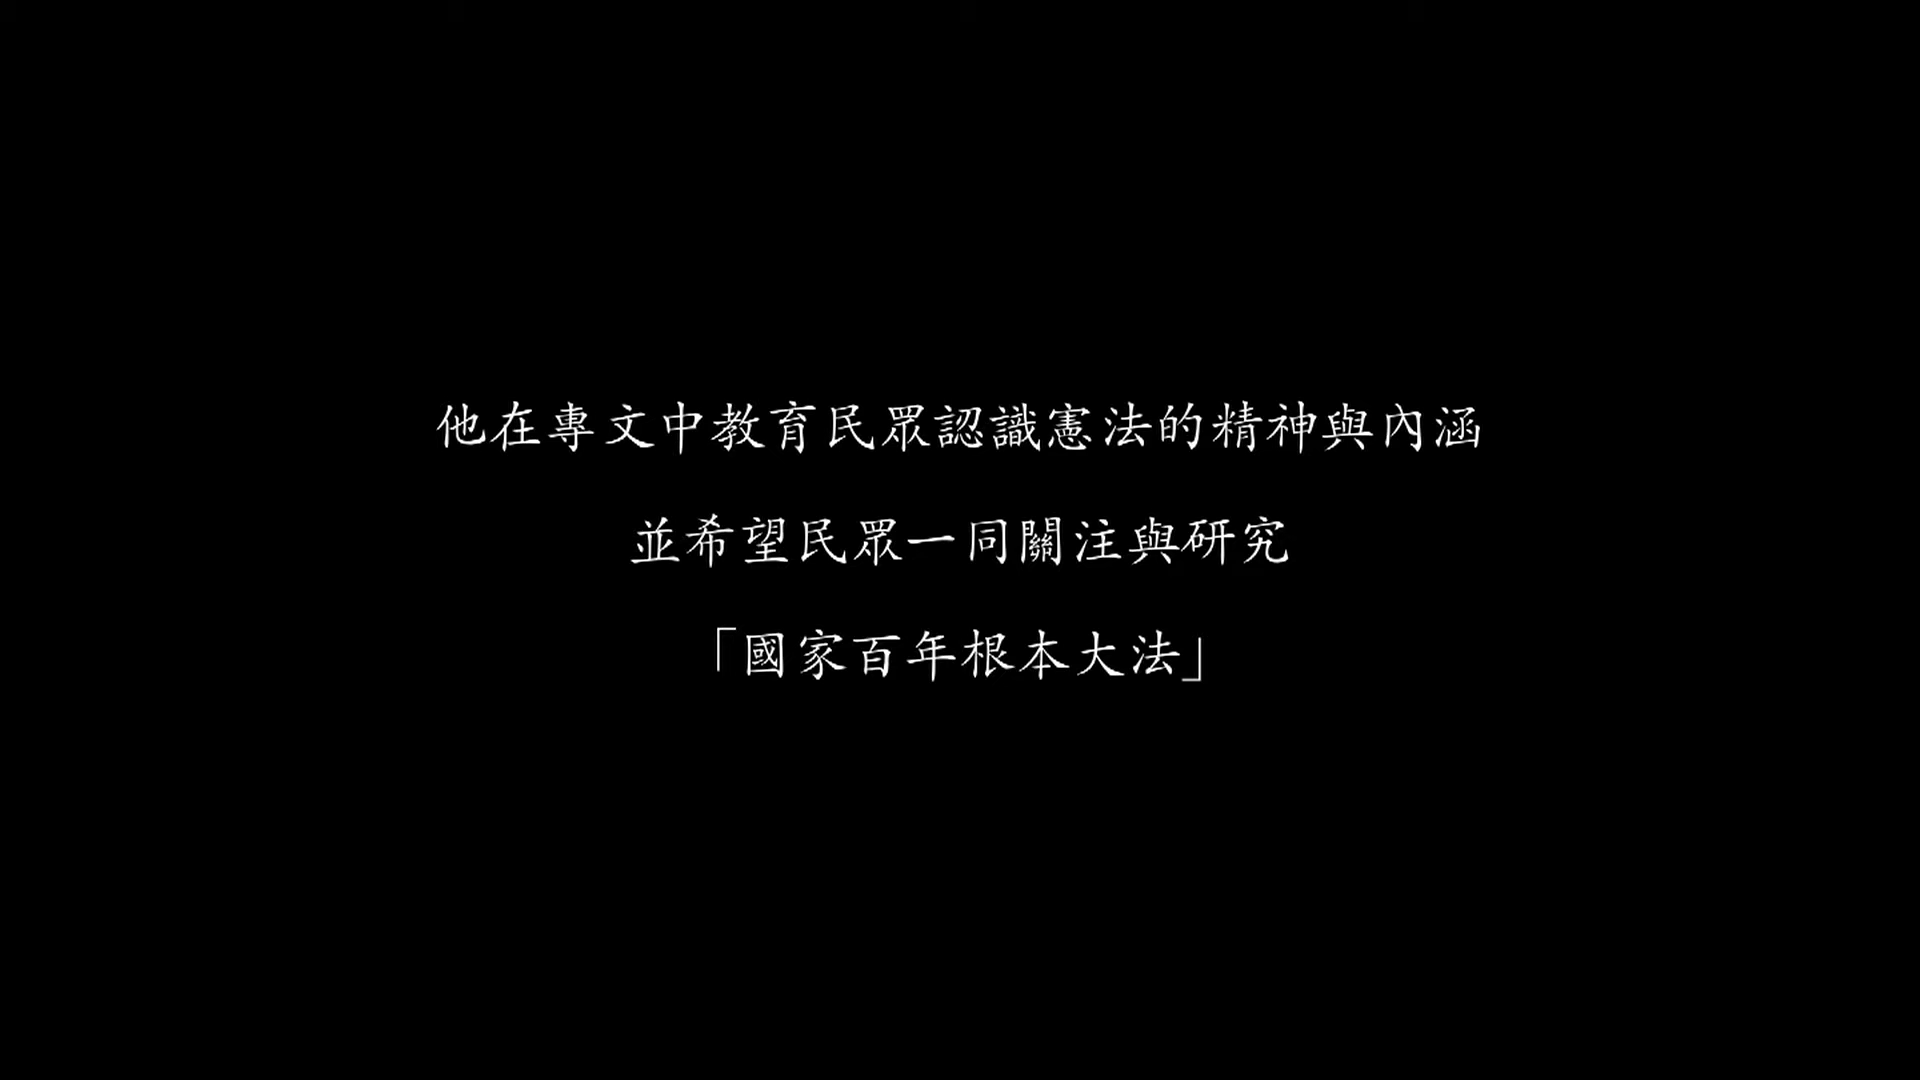 他在專文中教育民眾認識憲法的精神與內涵
並希望民眾一同關注與研究
「國家百年根本大法」